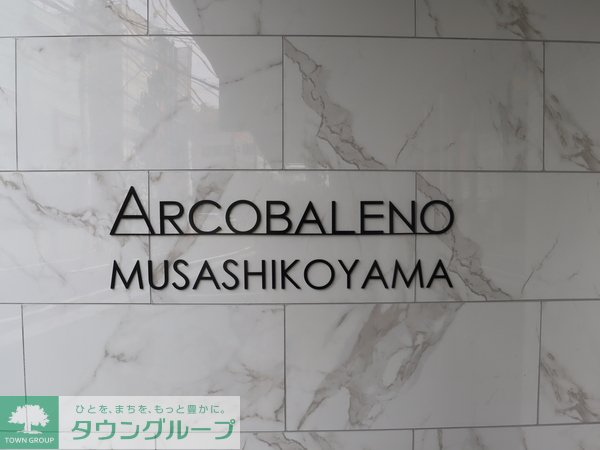 ARCOBALENO
MUSASHIKOYAMA
ひとを、まちを、もっと豊かに。
タウングループ
TOWN GROUP